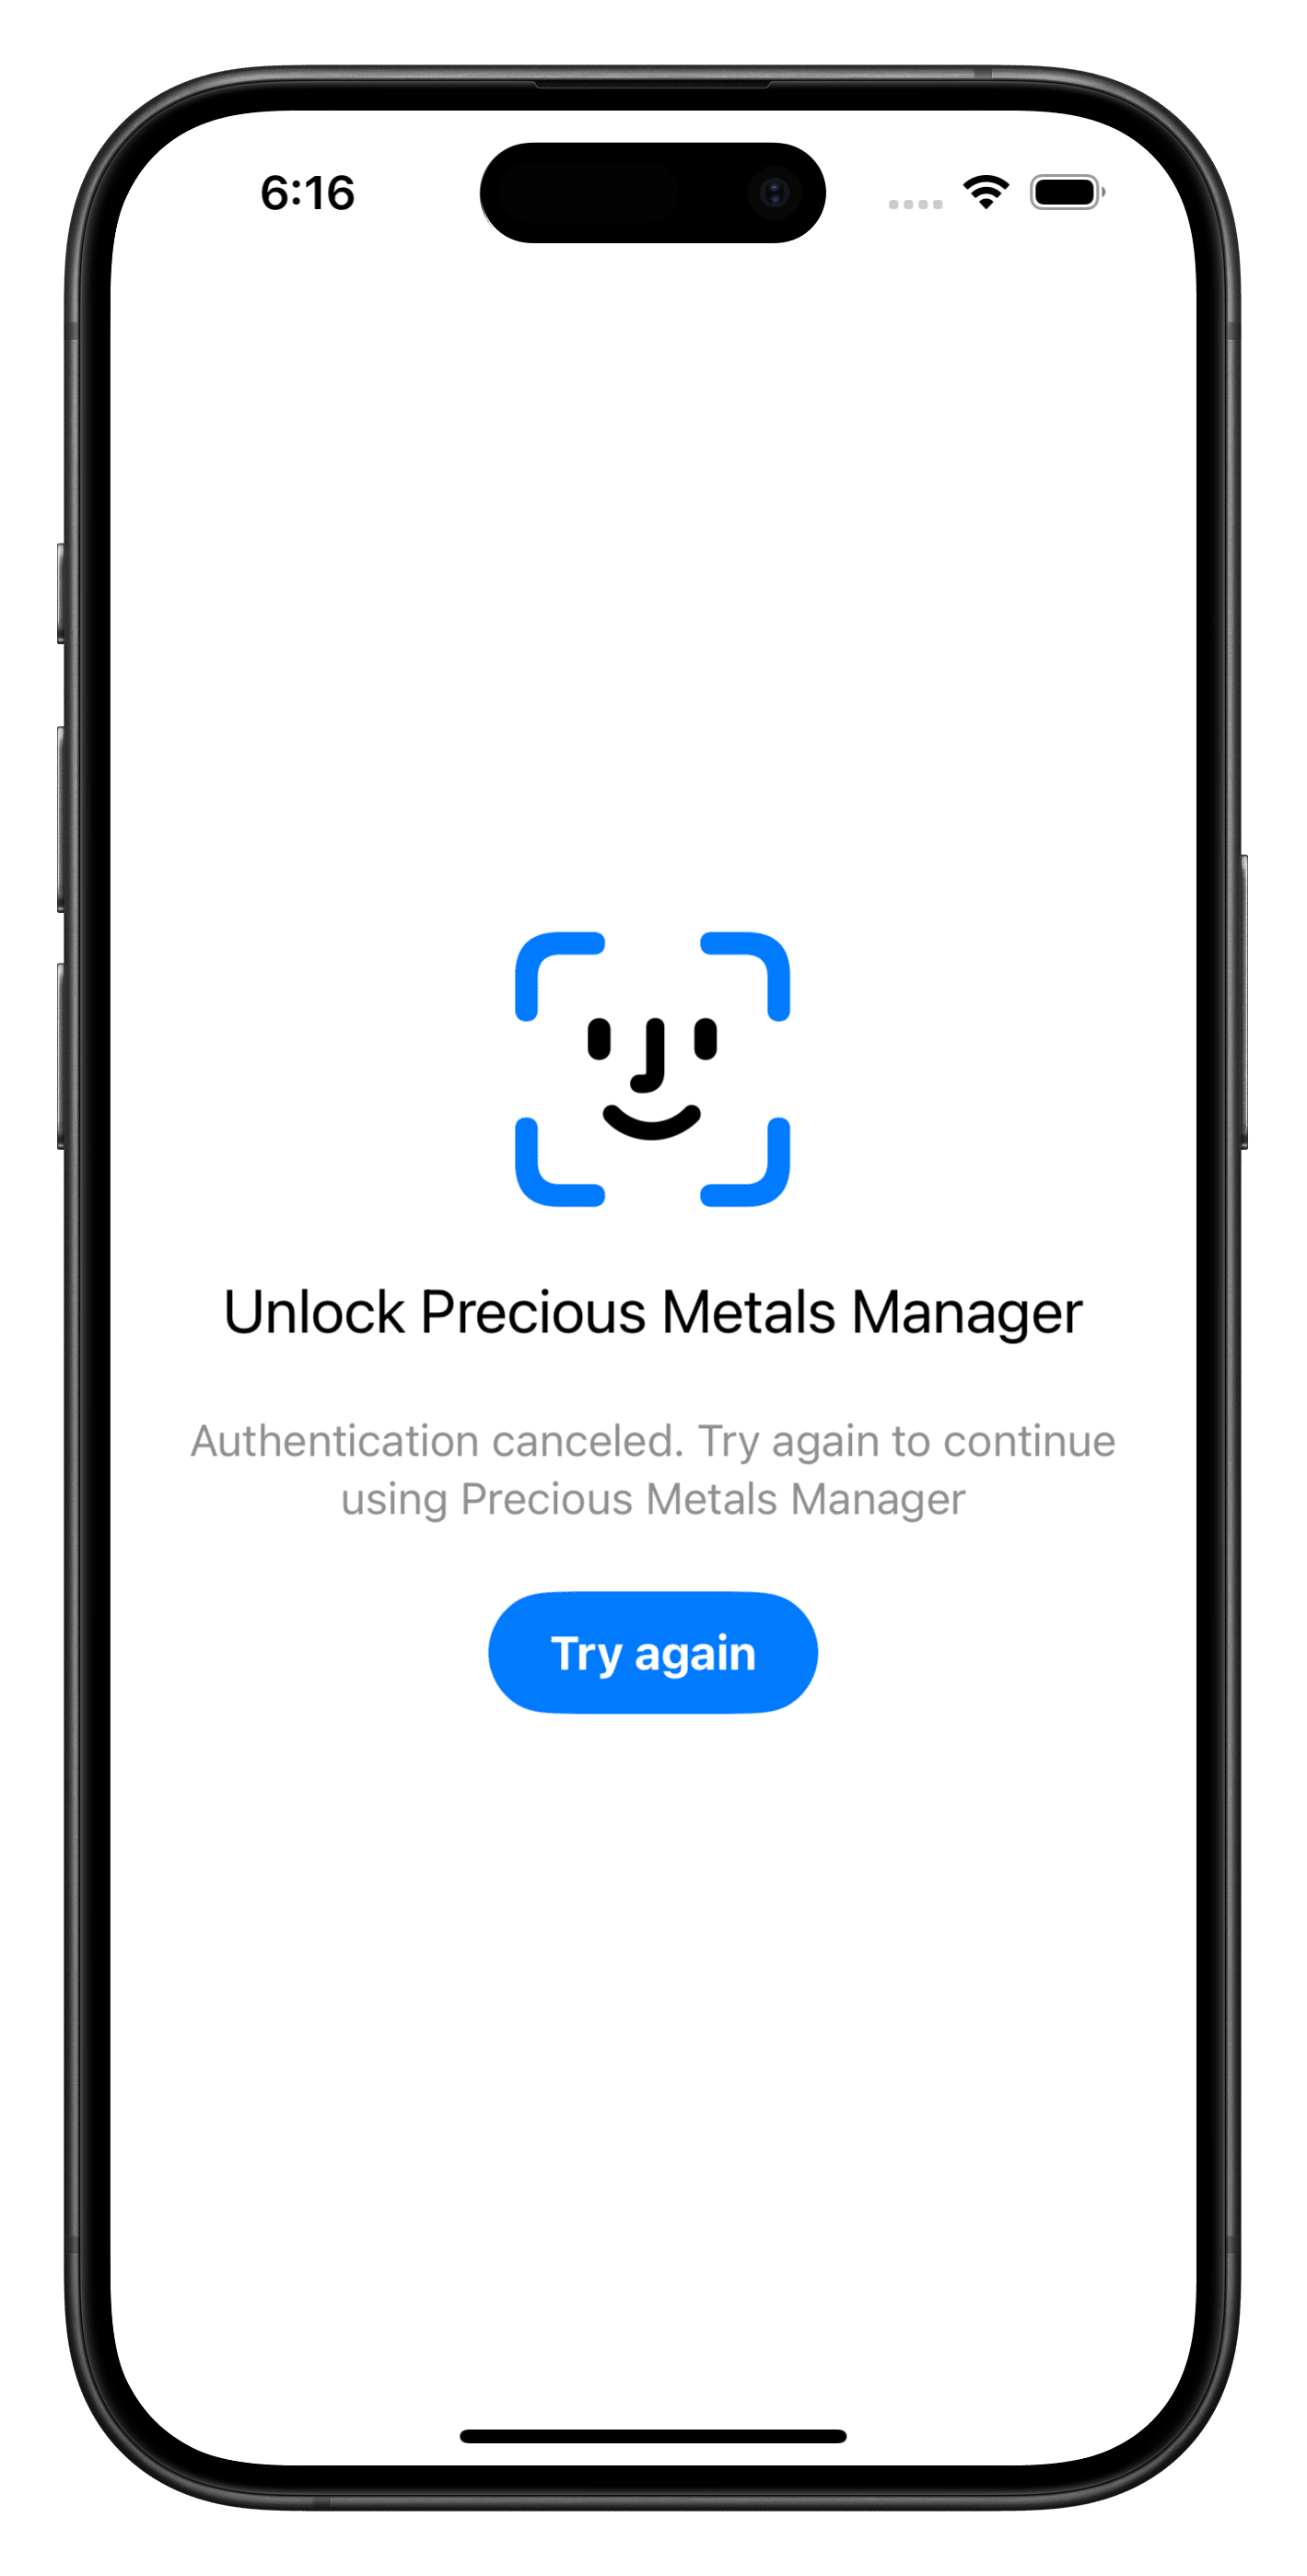 6:16
Unlock Precious Metals Manager
Authentication canceled. Try again to continue
using Precious Metals Manager
Try again